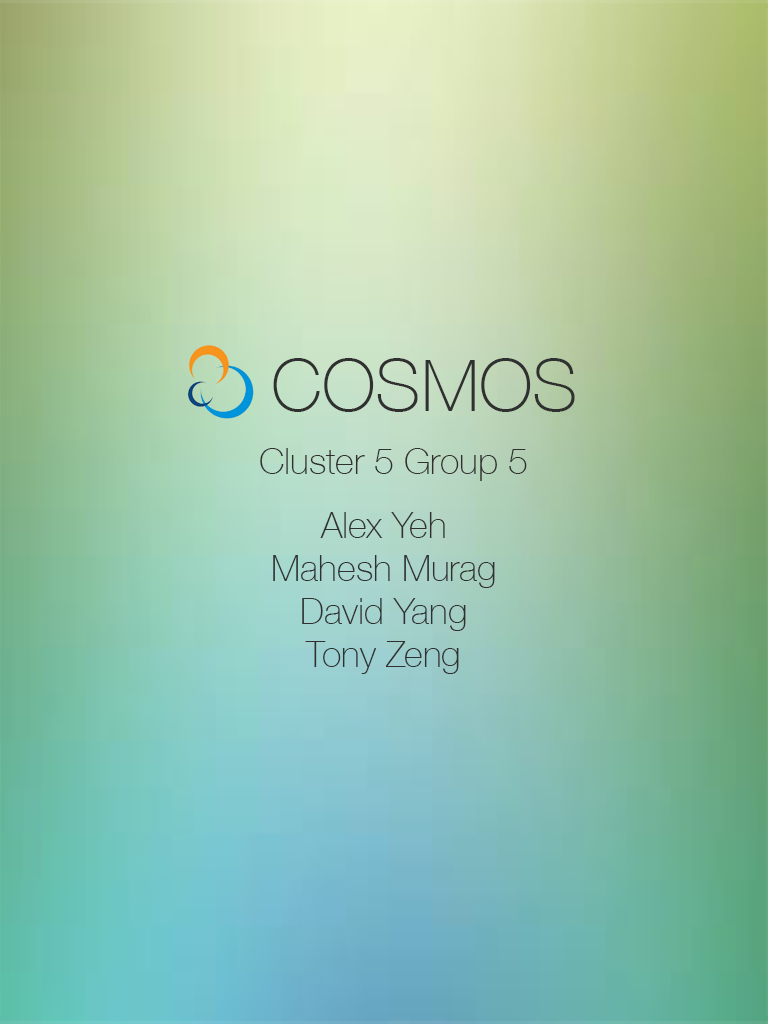 COSMOS
Cluster 5 Group 5
Alex Yeh
Mahesh Murag
David Yang
Tony Zeng